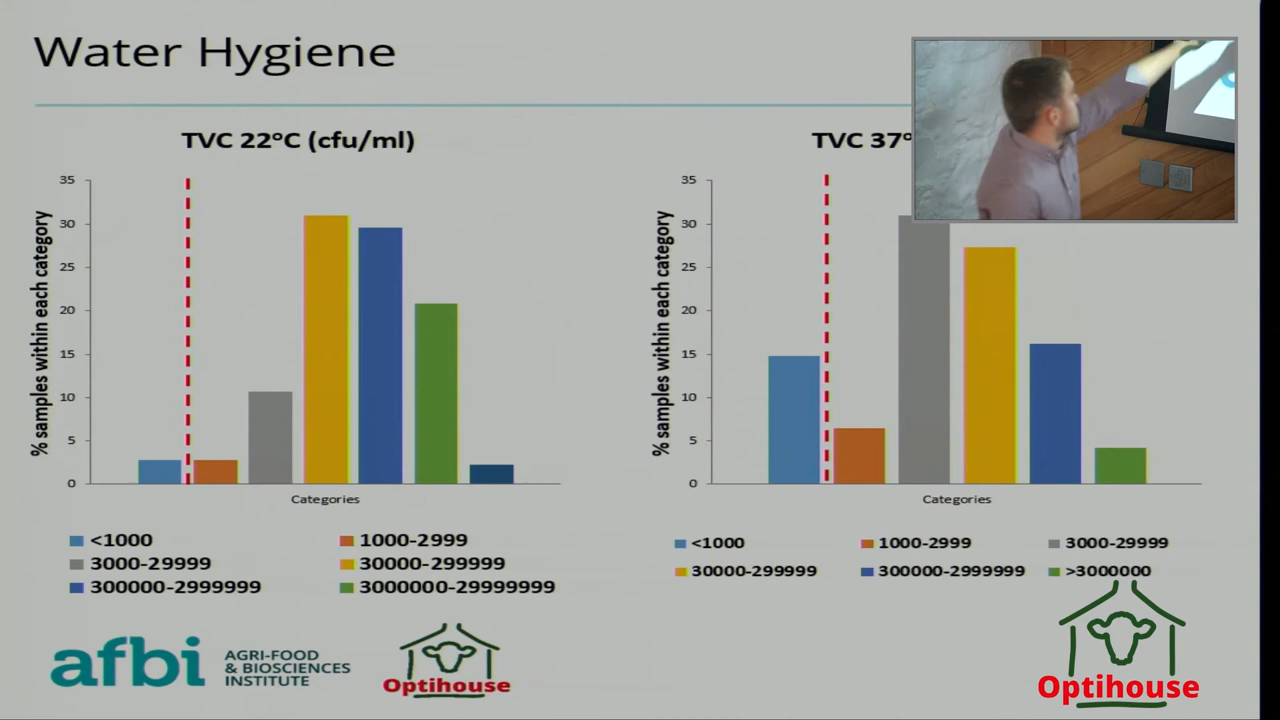 Water Hygiene
TVC 22°C (cfu/ml)
% samples within each category
35
30
25
20
15
10
5
0
Categories
<1000
1000-2999
3000-29999
30000-299999
300000-2999999
3000000-29999999
TVC 37°
% samples within each category
35
30
25
20
15
10
5
0
Categories
<1000
1000-2999
3000-29999
30000-299999
300000-2999999
>3000000
afbi
AGRI-FOOD
& BIOSCIENCES
INSTITUTE
Optihouse
Optihouse